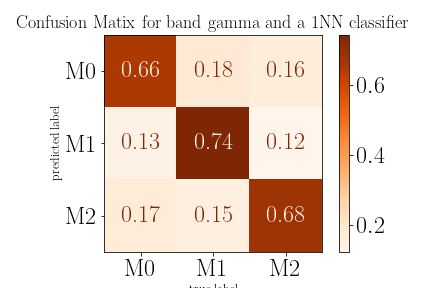 Confusion Matix for band gamma and a 1NN classifier
M0 0.66 0.18 0.16
M1 0.13 0.74 0.12
M2 0.17 0.15 0.68
M0 M1 M2
predicted label
true label
0.6
0.4
0.2